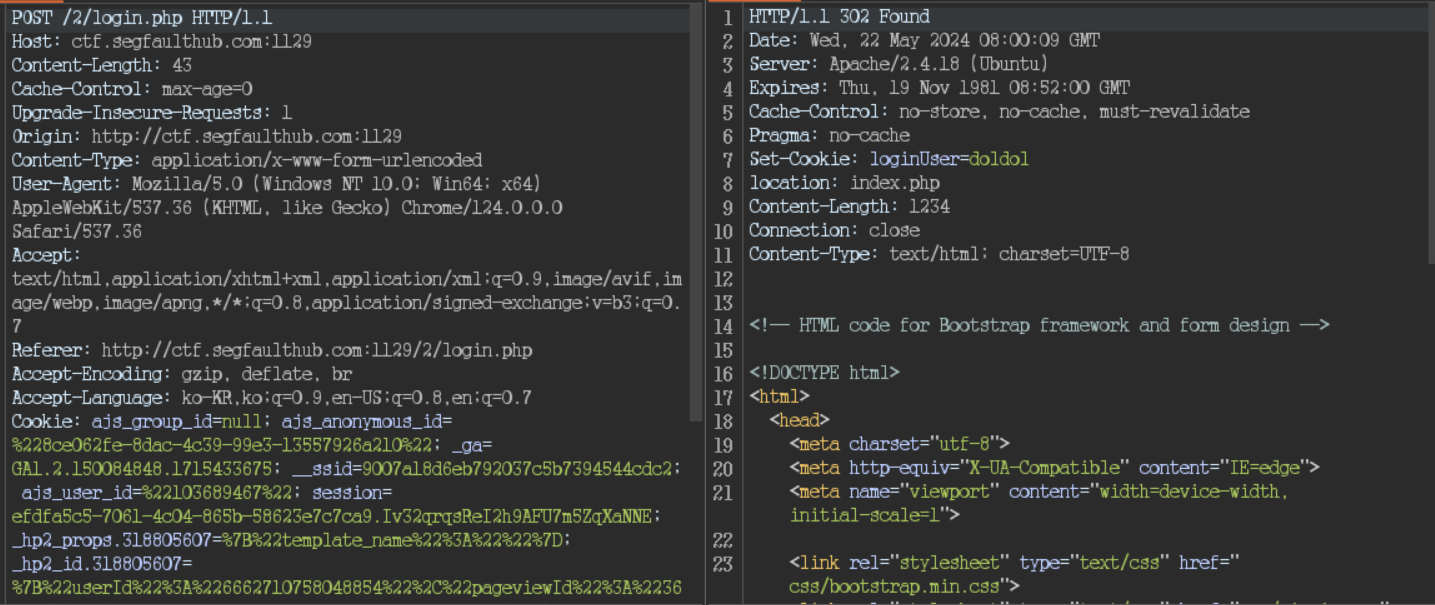 POST /2/login.php HTTP/1.1
Host: ctf.segfaulthub.com:1129
Content-Length: 43
Cache-Control: max-age=0
Upgrade-Insecure-Requests: 1
Origin: http://ctf.segfaulthub.com:1129
Content-Type: application/x-www-form-urlencoded
User-Agent: Mozilla/5.0 (Windows NT 10.0; Win64; x64)
AppleWebKit/537.36 (KHTML, like Gecko) Chrome/124.0.0.0
Safari/537.36
Accept:
text/html,application/xhtml+xml,application/xml;q=0.9,image/avif,im
age/webp,image/apng,*/*;q=0.8,application/signed-exchange;v=b3;q=0.
7
Referer: http://ctf.segfaulthub.com:1129/2/login.php
Accept-Encoding: gzip, deflate, br
Accept-Language: ko-KR,ko;q=0.9,en-US;q=0.8,en;q=0.7
Cookie: ajs_group_id=null; ajs_anonymous_id=
%228ce062fe-8dac-4c39-99e3-13557926a210%22; _ga=
GA1.2.150084848.1715433675; __ssid=9007a18d6eb792037c5b7394544cdc2;
ajs_user_id=%22103689467%22; session=
efdfa5c5-7061-4c04-865b-58623e7c7ca9.Iv32qrqsReI2h9AFU7m5ZqXaNNE;
_hp2_props.318805607=%7B%22template_name%22%3A%22%22%7D;
_hp2_id.318805607=
%7B%22userId%22%3A%226662710758048854%22%2C%22pageviewId%22%3A%2236
1 HTTP/1.1 302 Found
2 Date: Wed, 22 May 2024 08:00:09 GMT
3 Server: Apache/2.4.18 (Ubuntu)
4 Expires: Thu, 19 Nov 1981 08:52:00 GMT
5 Cache-Control: no-store, no-cache, must-revalidate
6 Pragma: no-cache
7 Set-Cookie: loginUser=doldol
8 location: index.php
9 Content-Length: 1234
10 Connection: close
11 Content-Type: text/html; charset=UTF-8
12
13
14 <!-- HTML code for Bootstrap framework and form design -->
15
16 <!DOCTYPE html>
17 <html>
18 <head>
19 <meta charset="utf-8">
20 <meta http-equiv="X-UA-Compatible" content="IE=edge">
21 <meta name="viewport" content="width=device-width,
initial-scale=1">
22
23 <link rel="stylesheet" type="text/css" href="
css/bootstrap.min.css">